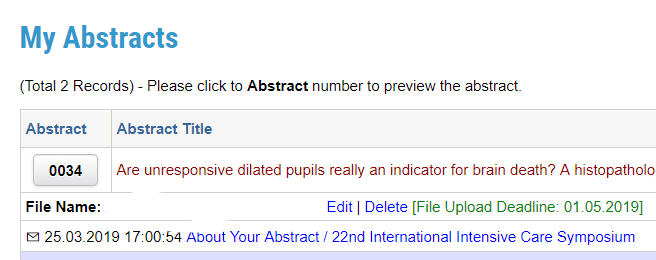 My Abstracts
(Total 2 Records) - Please click to Abstract number to preview the abstract.
Abstract Abstract Title
0034 Are unresponsive dilated pupils really an indicator for brain death? A histopatholo
File Name: Edit | Delete [File Upload Deadline: 01.05.2019]
25.03.2019 17:00:54 About Your Abstract / 22nd International Intensive Care Symposium